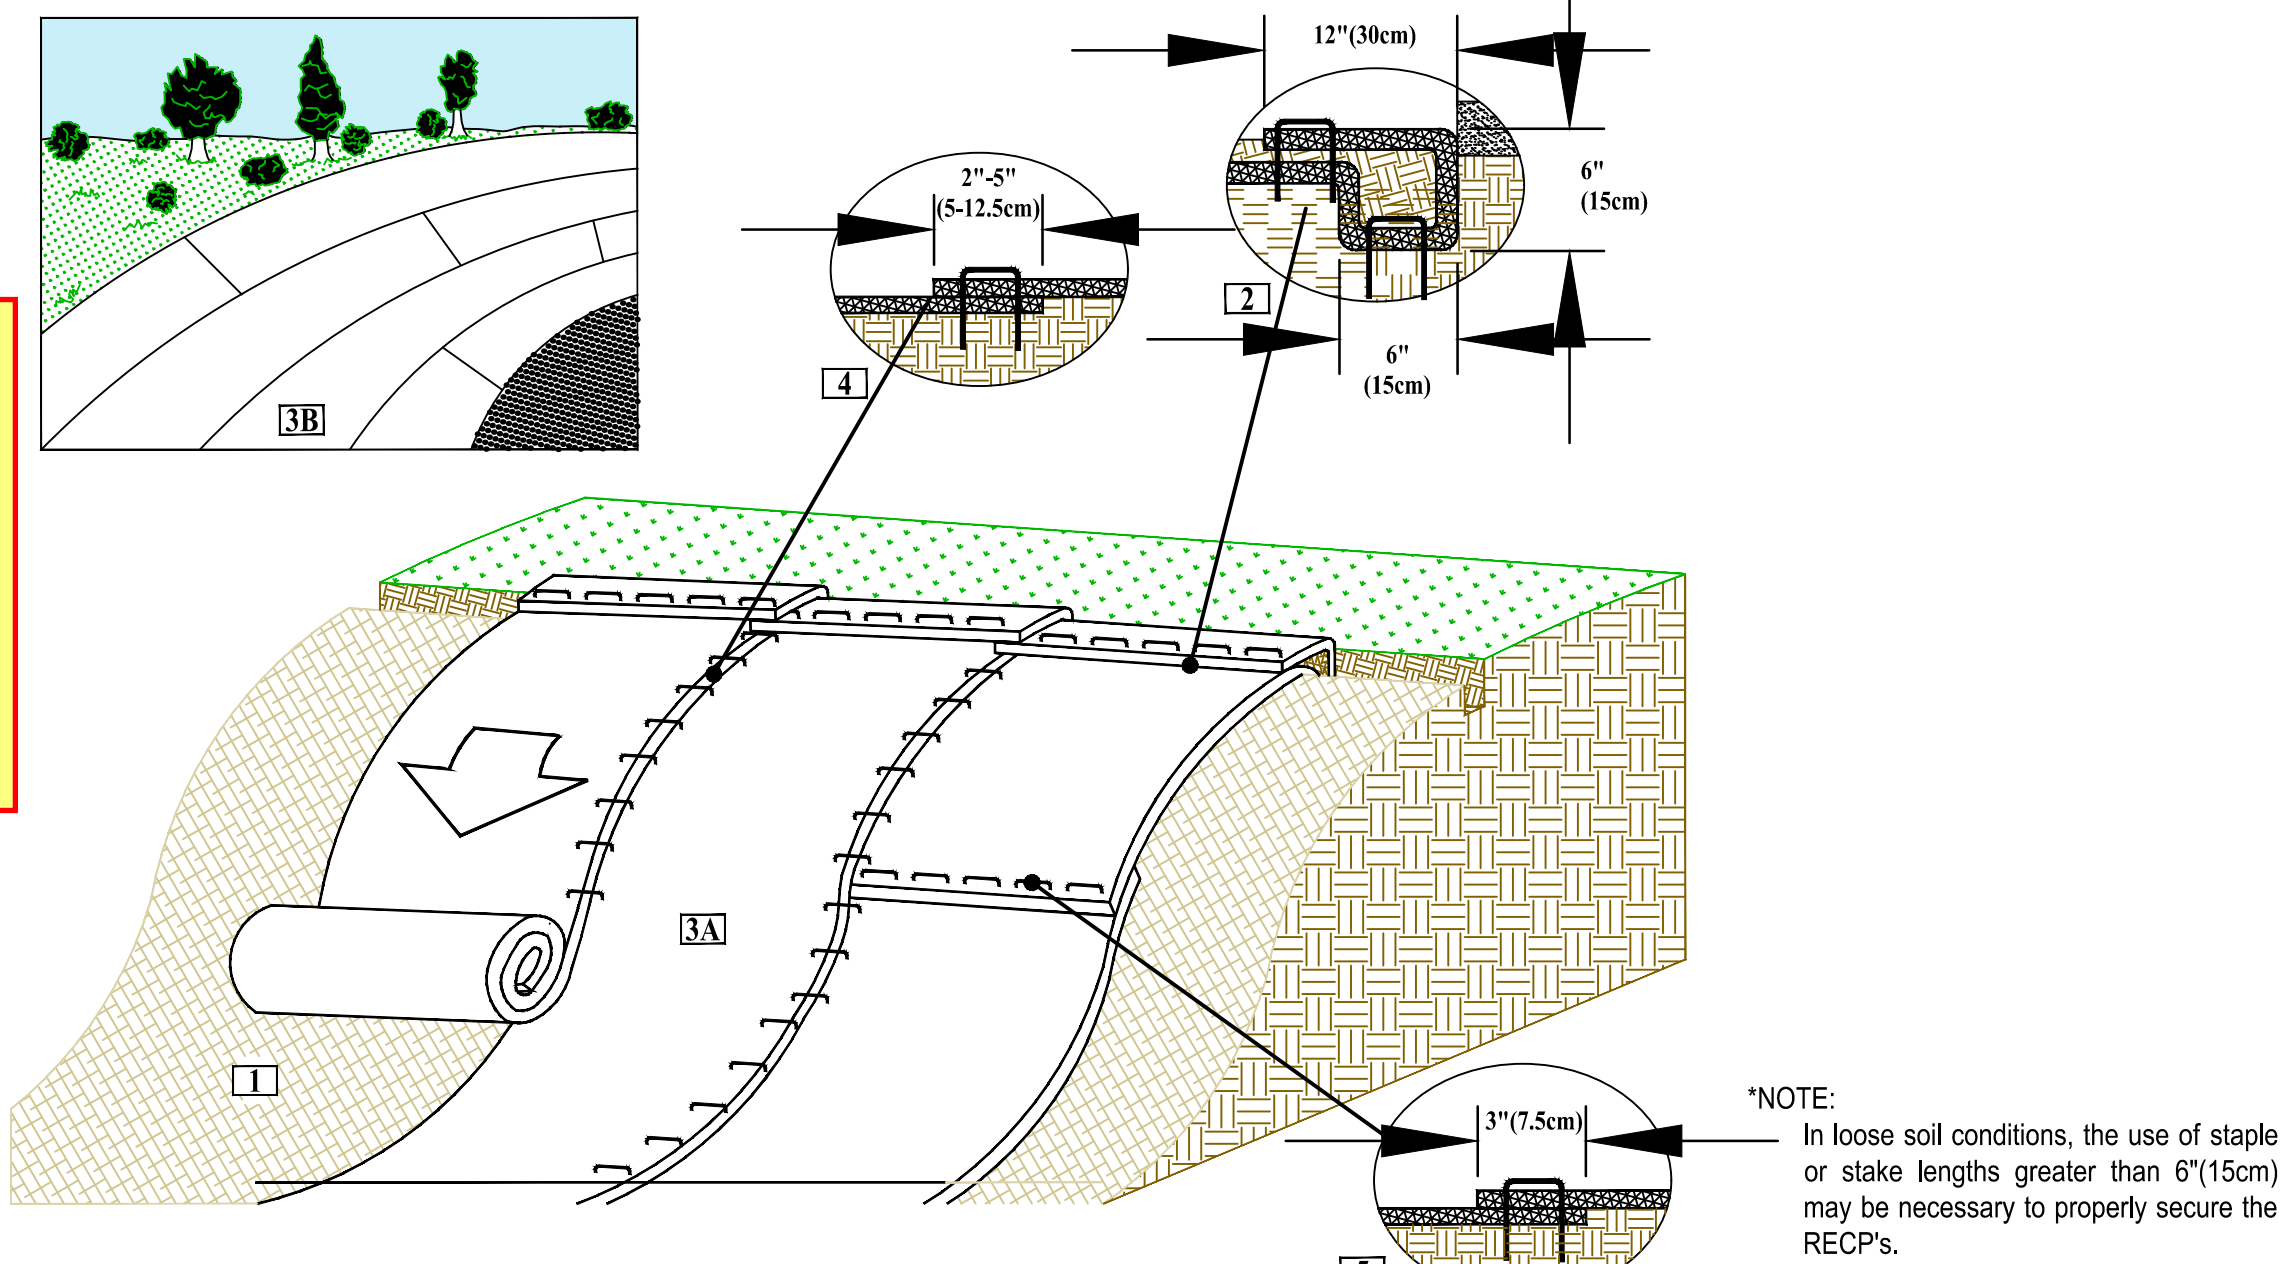 12"(30cm)
2"-5"
(5-12.5cm)
6"
(15cm)
2
6"
(15cm)
4
3B
3A
1
3"(7.5cm)
5
*NOTE:
In loose soil conditions, the use of staple
or stake lengths greater than 6"(15cm)
may be necessary to properly secure the
RECP's.